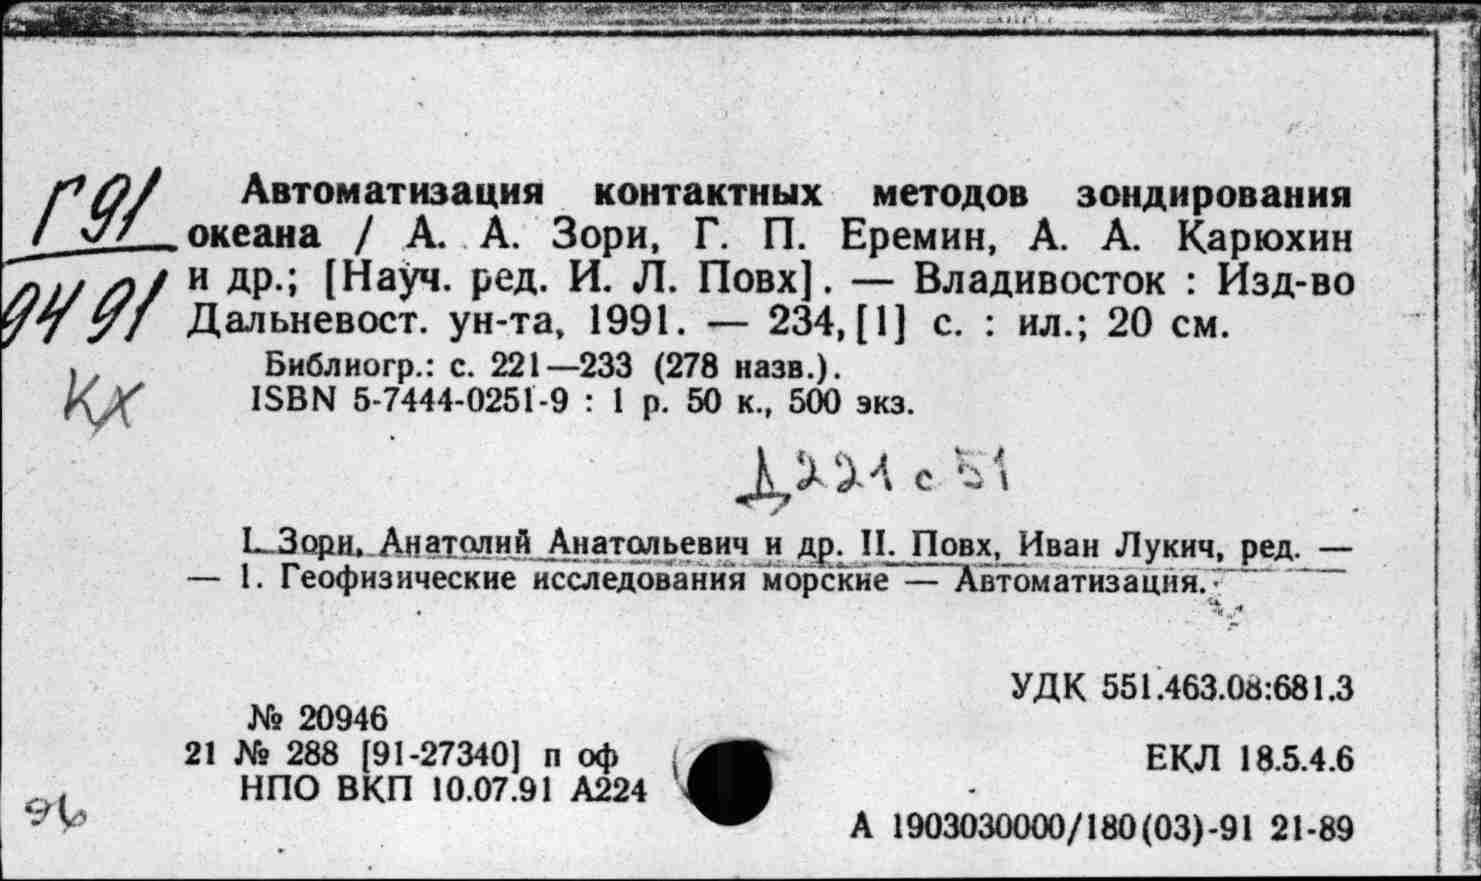 Г91
9491
КХ
Автоматизация контактных методов зондирования
океана / А. А. Зори, Г. П. Еремин, А. А. Карюхин
и др.; [Науч. ред. И. Л. Повх]. — Владивосток : Изд-во
Дальневост. ун-та, 1991. — 234, [1] с. : ил.; 20 см.
Библиогр.: с. 221—233 (278 назв.).
ISBN 5-7444-0251-9 : 1 р. 50 к., 500 экз.
Д221 с 51
I. Зори, Анатолий Анатольевич и др. II. Повх, Иван Лукич, ред. —
— 1. Геофизические исследования морские — Автоматизация.
УДК 551.463.08:681.3
№ 20946
21 № 288 [91-27340] п оф
ЕКЛ 18.5.4.6
НПО ВКП 10.07.91 А224
А 1903030000/180(03)-91 21-89